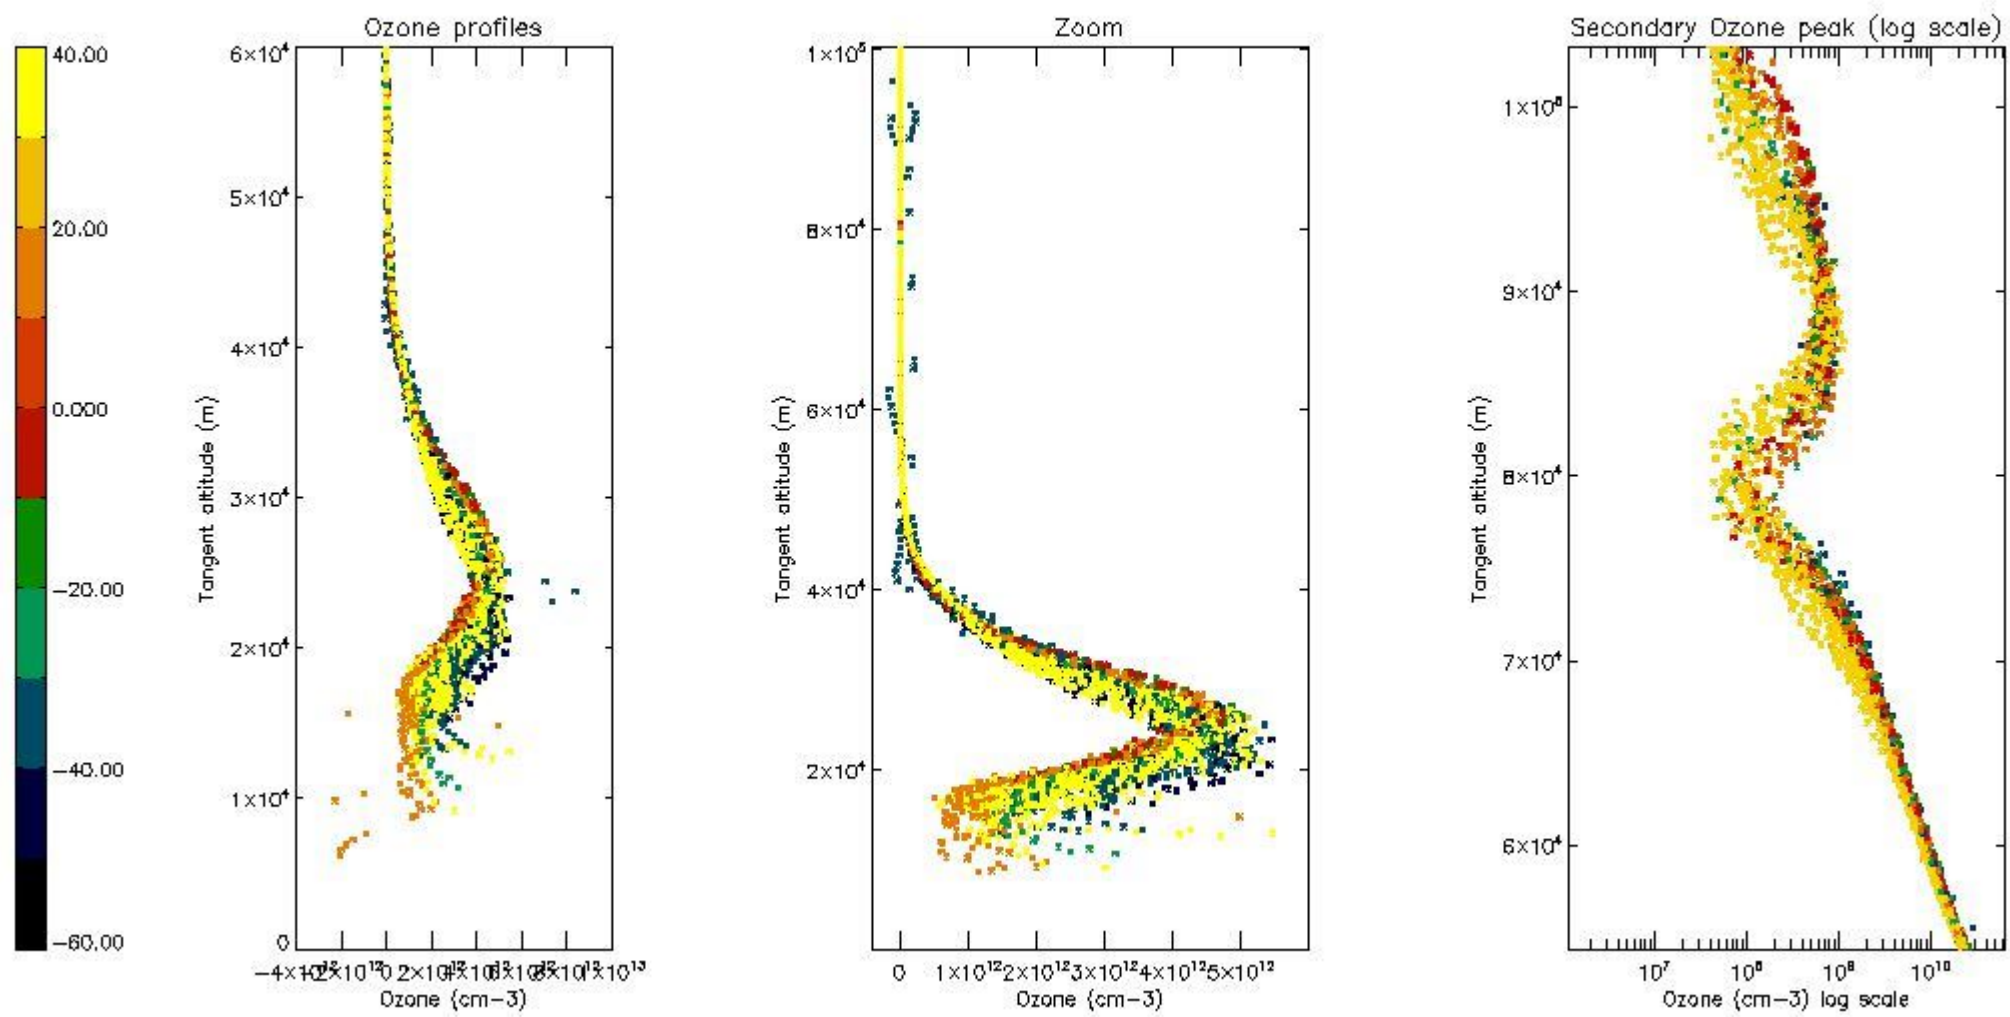 Ozone profiles
Zoom
Secondary Ozone peak (log scale)
40.00
20.00
0.000
−20.00
−40.00
−60.00
6×10⁴
5×10⁴
4×10⁴
3×10⁴
2×10⁴
1×10⁴
0
Tangent altitude (m)
Ozone (cm−3)
1×10⁵
8×10⁴
6×10⁴
4×10⁴
2×10⁴
Tangent altitude (m)
0 1×10¹² 2×10¹² 3×10¹² 4×10¹² 5×10¹²
Ozone (cm−3)
1×10⁵
9×10⁴
8×10⁴
7×10⁴
6×10⁴
Tangent altitude (m)
10⁷ 10⁸ 10⁹ 10¹⁰
Ozone (cm−3) log scale